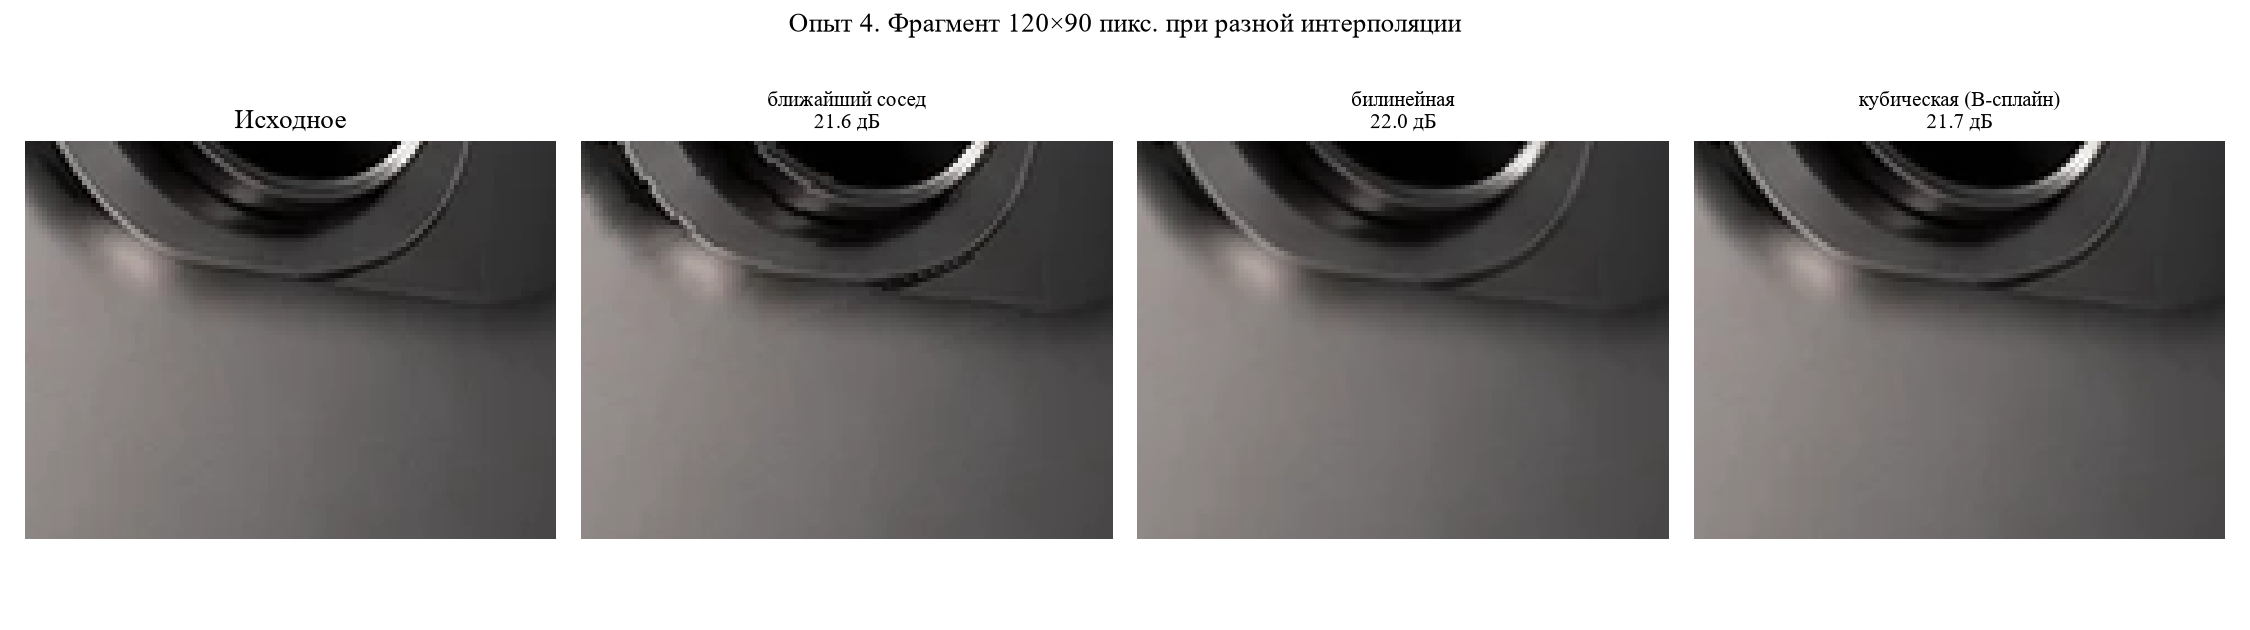 Опыт 4. Фрагмент 120×90 пикс. при разной интерполяции
Исходное
ближайший сосед
21.6 дБ
билинейная
22.0 дБ
кубическая (B-сплайн)
21.7 дБ